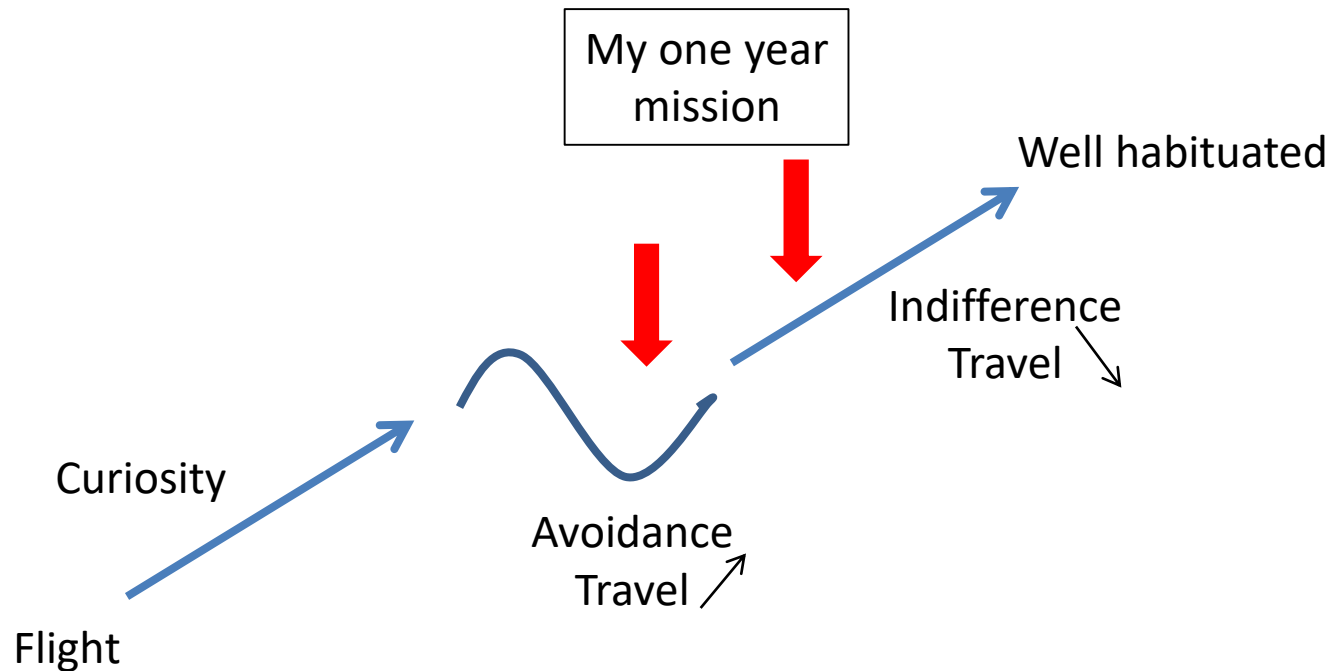 My one year
mission
Well habituated
Indifference
Travel
Curiosity
Avoidance
Travel
Flight